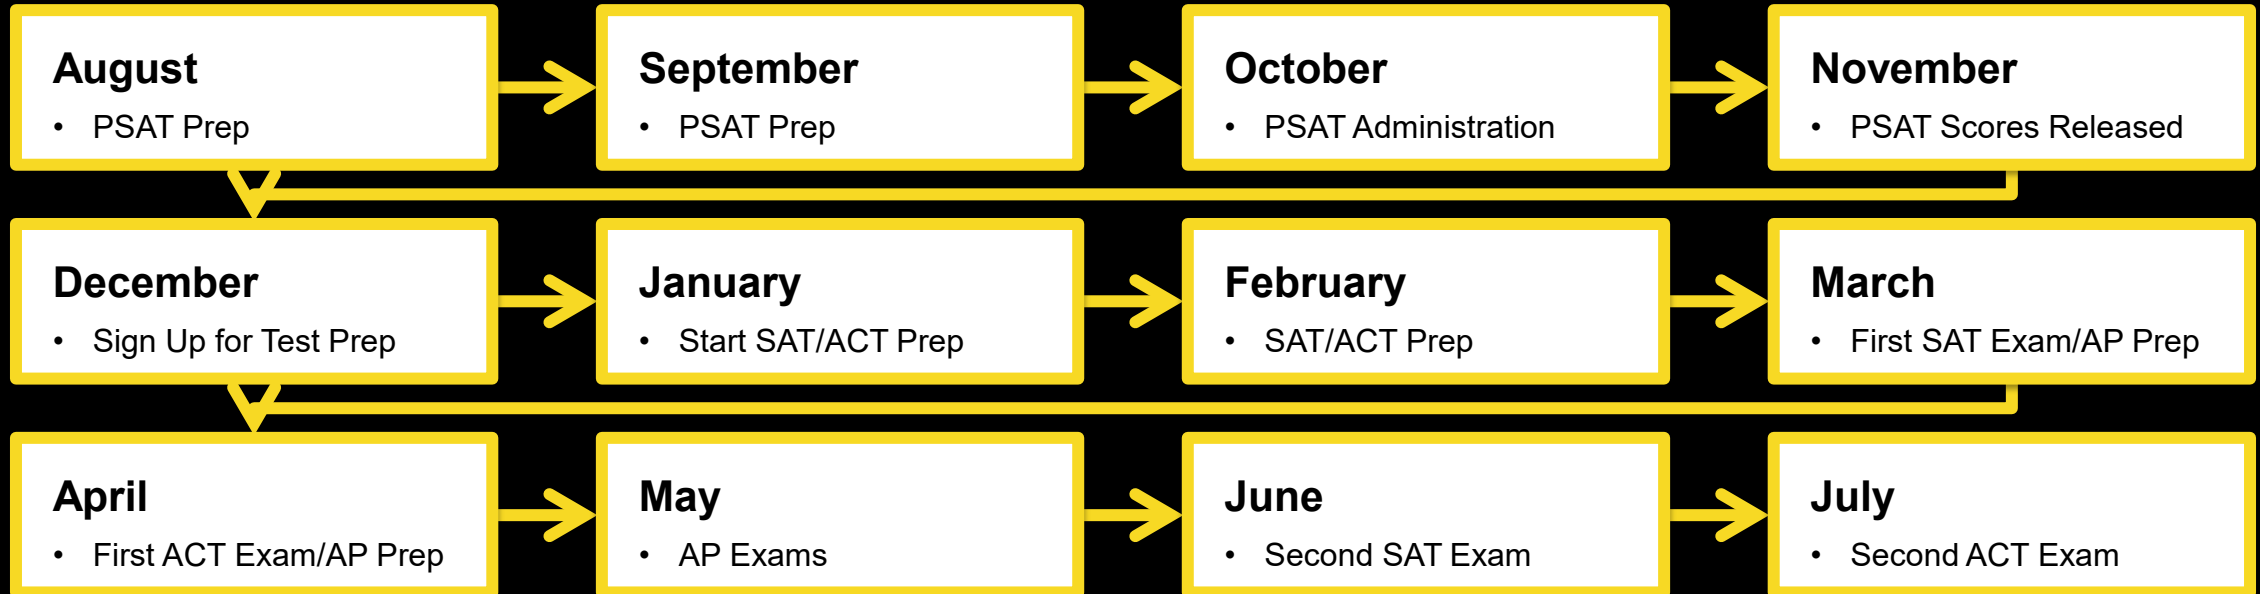 August
• PSAT Prep
September
• PSAT Prep
October
• PSAT Administration
November
• PSAT Scores Released
December
• Sign Up for Test Prep
January
• Start SAT/ACT Prep
February
• SAT/ACT Prep
March
• First SAT Exam/AP Prep
April
• First ACT Exam/AP Prep
May
• AP Exams
June
• Second SAT Exam
July
• Second ACT Exam